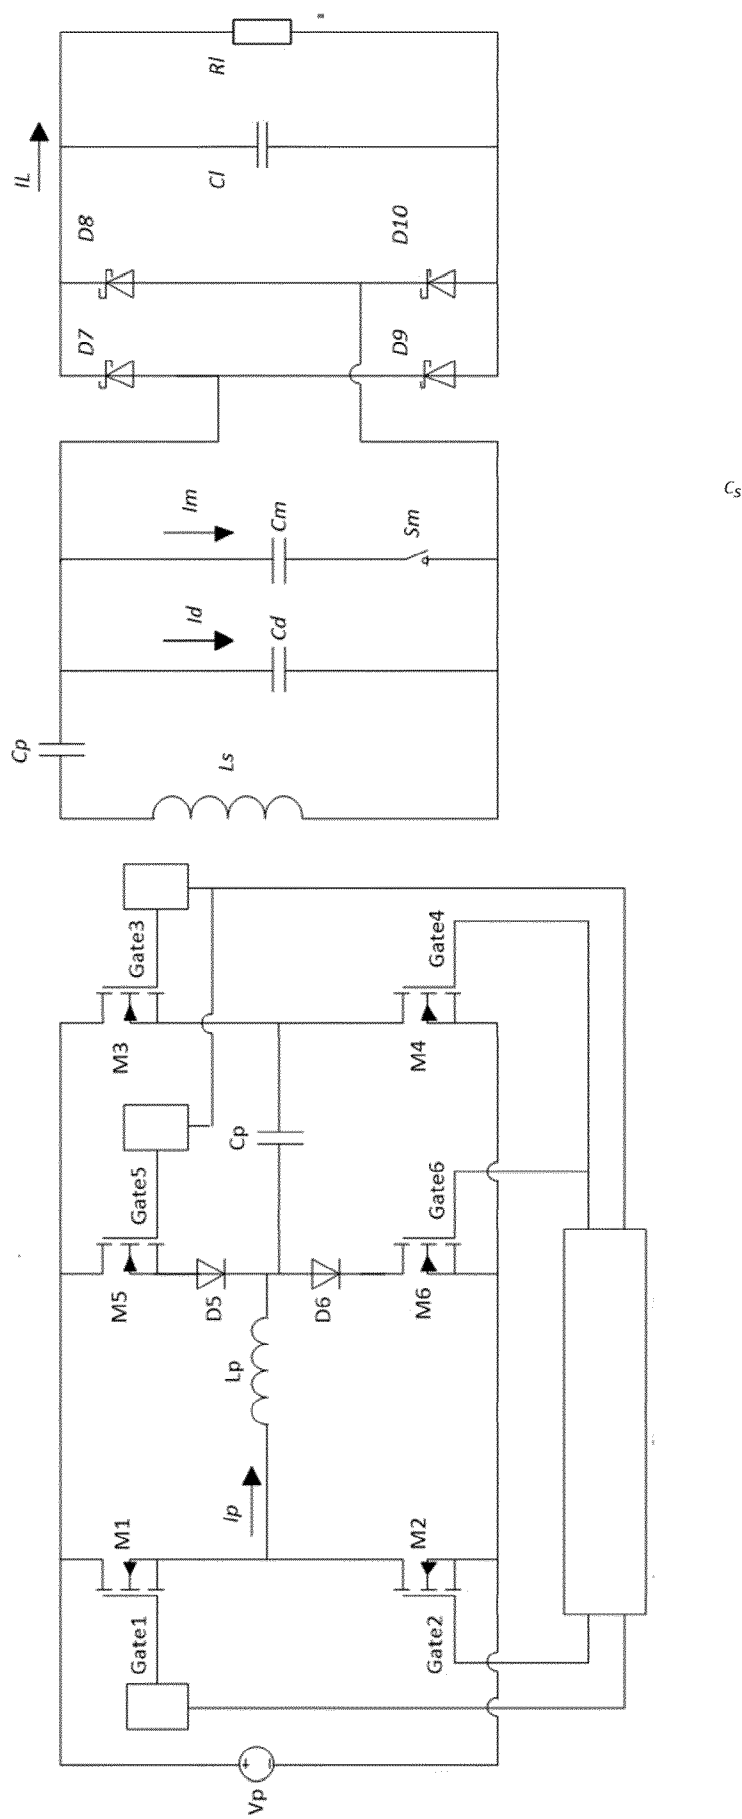 Rl
Cl
IL
D8
D10
D7
D9
Im
Cm
Sm
Id
Cd
Cp
Ls
Cs
Gate3
Gate4
M3
M4
Cp
Gate5
Gate6
M5
D5
D6
M6
Lp
Ip
M1
M2
Gate1
Gate2
Vp
+
-